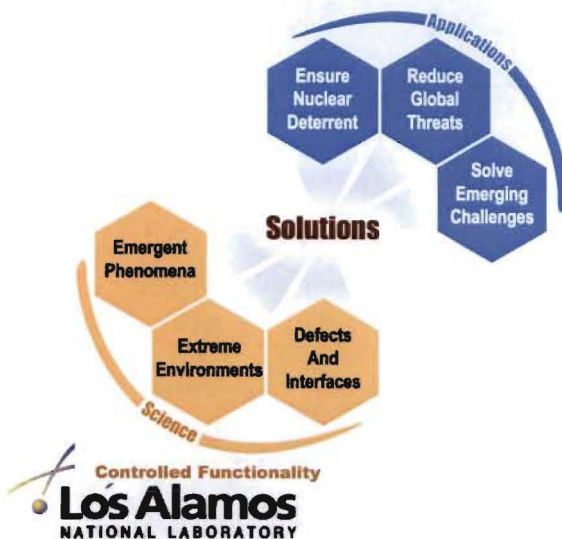 Applications
Ensure
Nuclear
Deterrent
Reduce
Global
Threats
Solve
Emerging
Challenges
Solutions
Emergent
Phenomena
Extreme
Environments
Defects
And
Interfaces
Science
Controlled Functionality
Los Alamos
NATIONAL LABORATORY